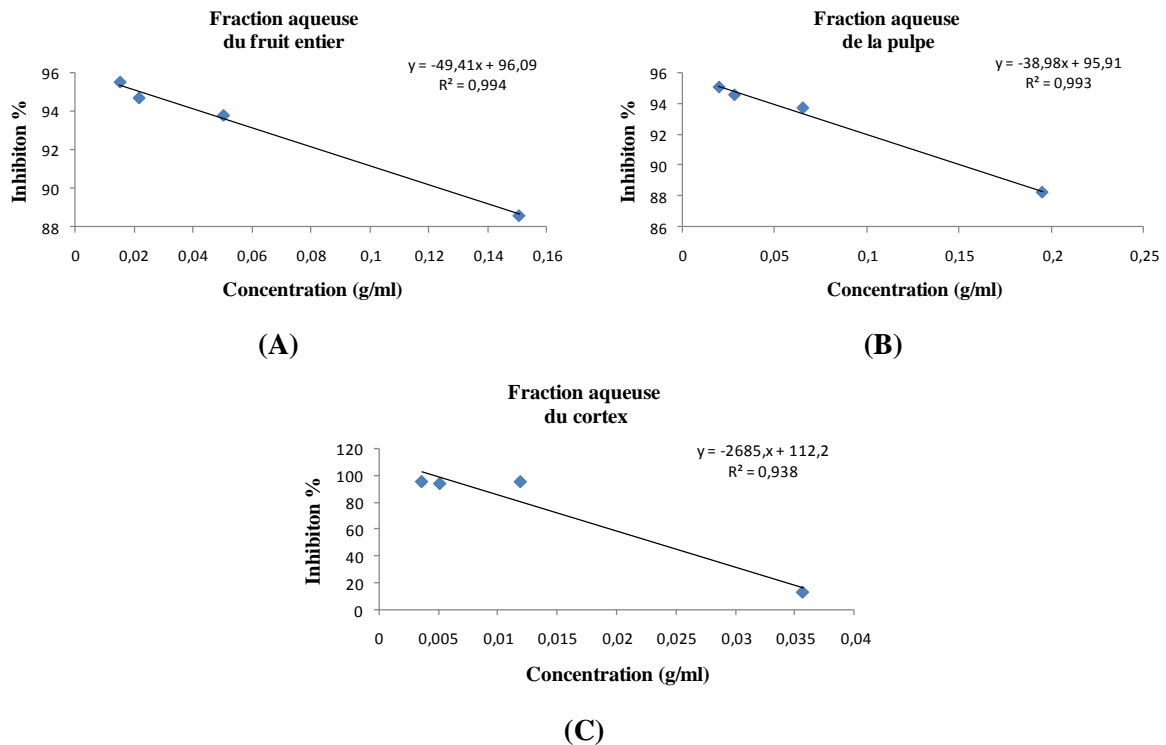 Fraction aqueuse
du fruit entier
y = -49,41x + 96,09
R² = 0,994
96
94
92
90
88
Inhibiton %
0 0,02 0,04 0,06 0,08 0,1 0,12 0,14 0,16
Concentration (g/ml)
(A)
Fraction aqueuse
de la pulpe
y = -38,98x + 95,91
R² = 0,993
96
94
92
90
88
86
Inhibiton %
0 0,05 0,1 0,15 0,2 0,25
Concentration (g/ml)
(B)
Fraction aqueuse
du cortex
y = -2685,x + 112,2
R² = 0,938
120
100
80
60
40
20
0
Inhibiton %
0 0,005 0,01 0,015 0,02 0,025 0,03 0,035 0,04
Concentration (g/ml)
(C)